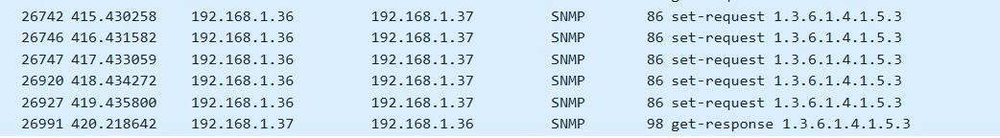 26742 415.430258 192.168.1.36 192.168.1.37 SNMP 86 set-request 1.3.6.1.4.1.5.3
26746 416.431582 192.168.1.36 192.168.1.37 SNMP 86 set-request 1.3.6.1.4.1.5.3
26747 417.433059 192.168.1.36 192.168.1.37 SNMP 86 set-request 1.3.6.1.4.1.5.3
26920 418.434272 192.168.1.36 192.168.1.37 SNMP 86 set-request 1.3.6.1.4.1.5.3
26927 419.435800 192.168.1.36 192.168.1.37 SNMP 86 set-request 1.3.6.1.4.1.5.3
26991 420.218642 192.168.1.37 192.168.1.36 SNMP 98 get-response 1.3.6.1.4.1.5.3